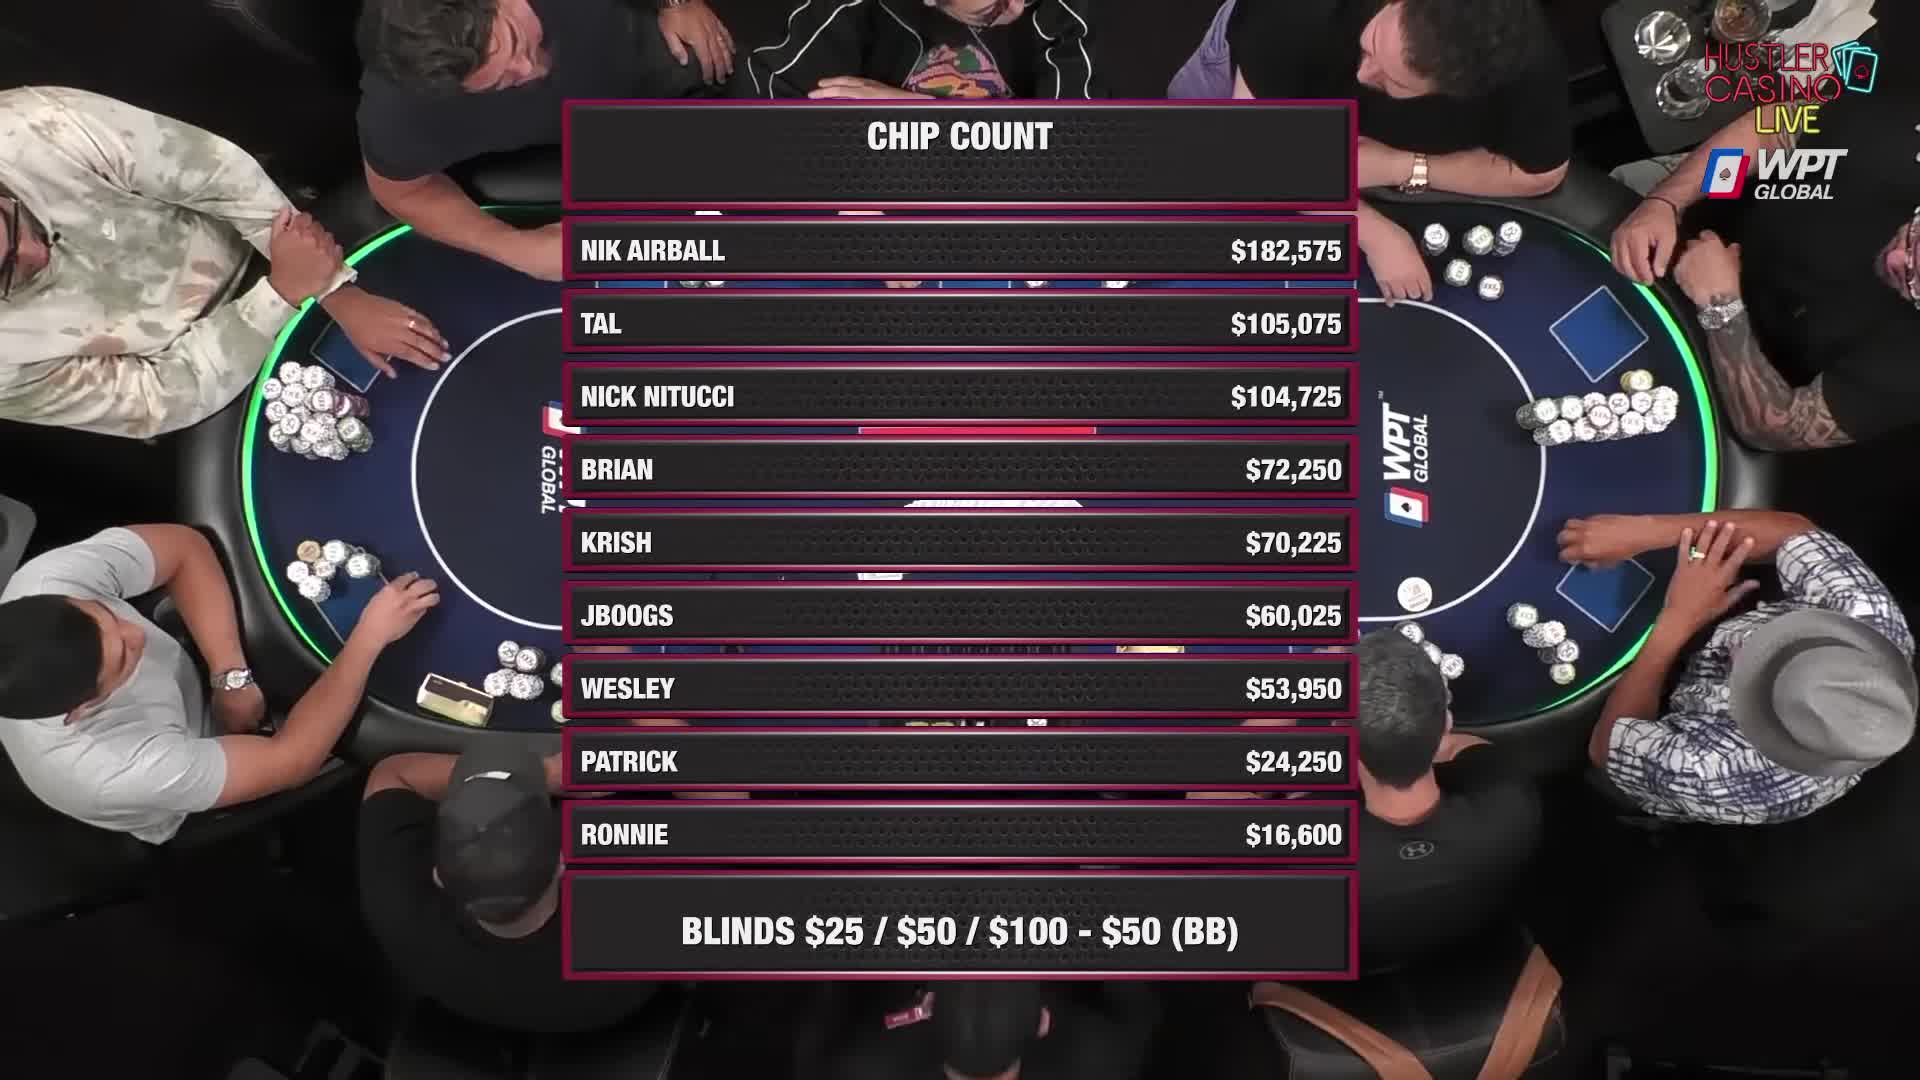 HUSTLER
CASINO
LIVE
WPT
GLOBAL
CHIP COUNT
NIK AIRBALL $182,575
TAL $105,075
NICK NITUCCI $104,725
BRIAN $72,250
KRISH $70,225
JBOOGS $60,025
WESLEY $53,950
PATRICK $24,250
RONNIE $16,600
BLINDS $25 / $50 / $100 - $50 (BB)
GLOBAL
WPT
GLOBAL